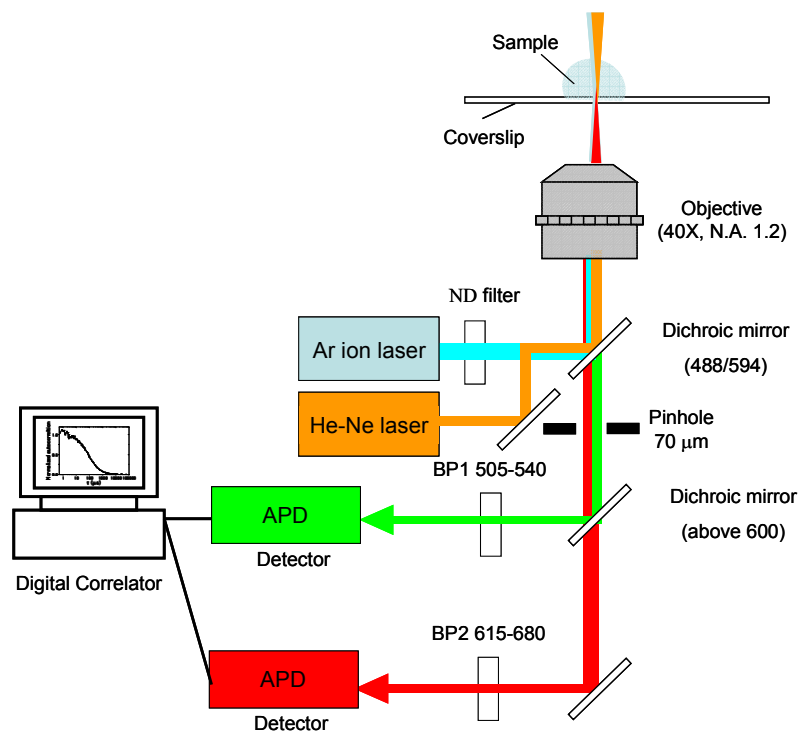 Sample
Coverslip
Objective
(40X, N.A. 1.2)
ND filter
Ar ion laser
Dichroic mirror
(488/594)
He-Ne laser
Pinhole
70 μm
BP1 505-540
APD
Detector
Dichroic mirror
(above 600)
Digital Correlator
BP2 615-680
APD
Detector